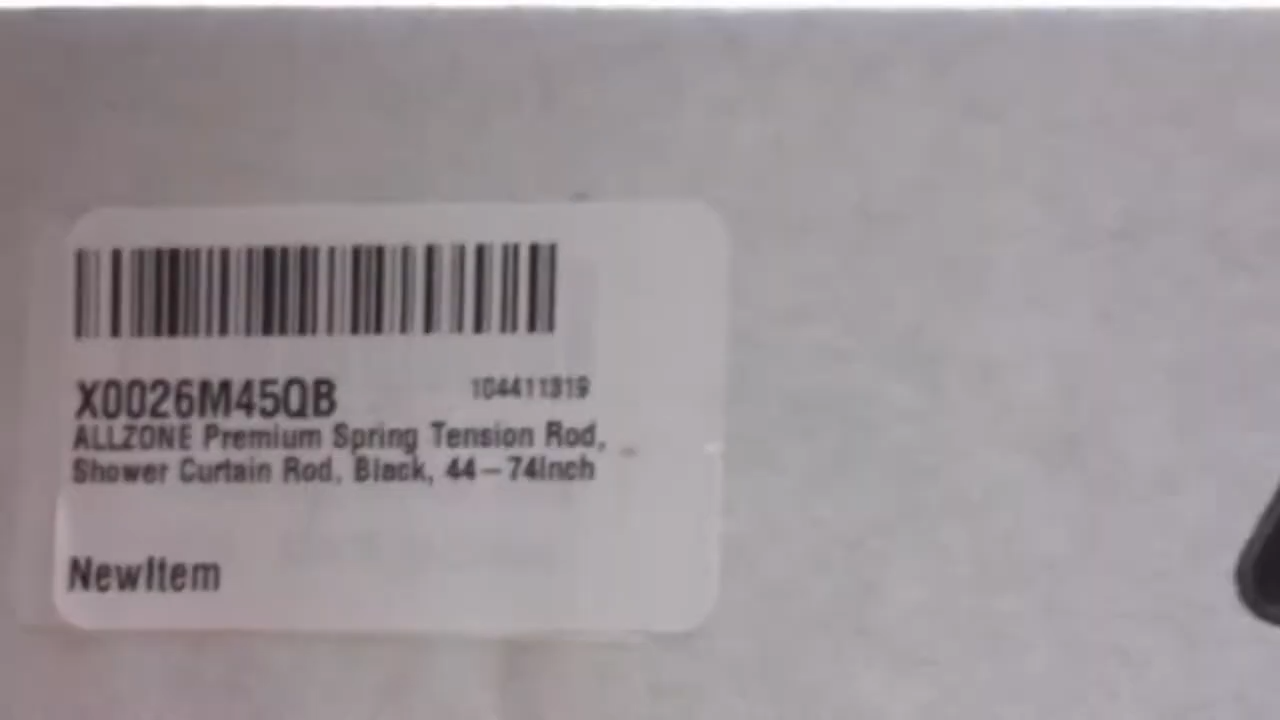 X0026M45QB
104411319
ALLZONE Premium Spring Tension Rod,
Shower Curtain Rod, Black, 44-74Inch
NewItem